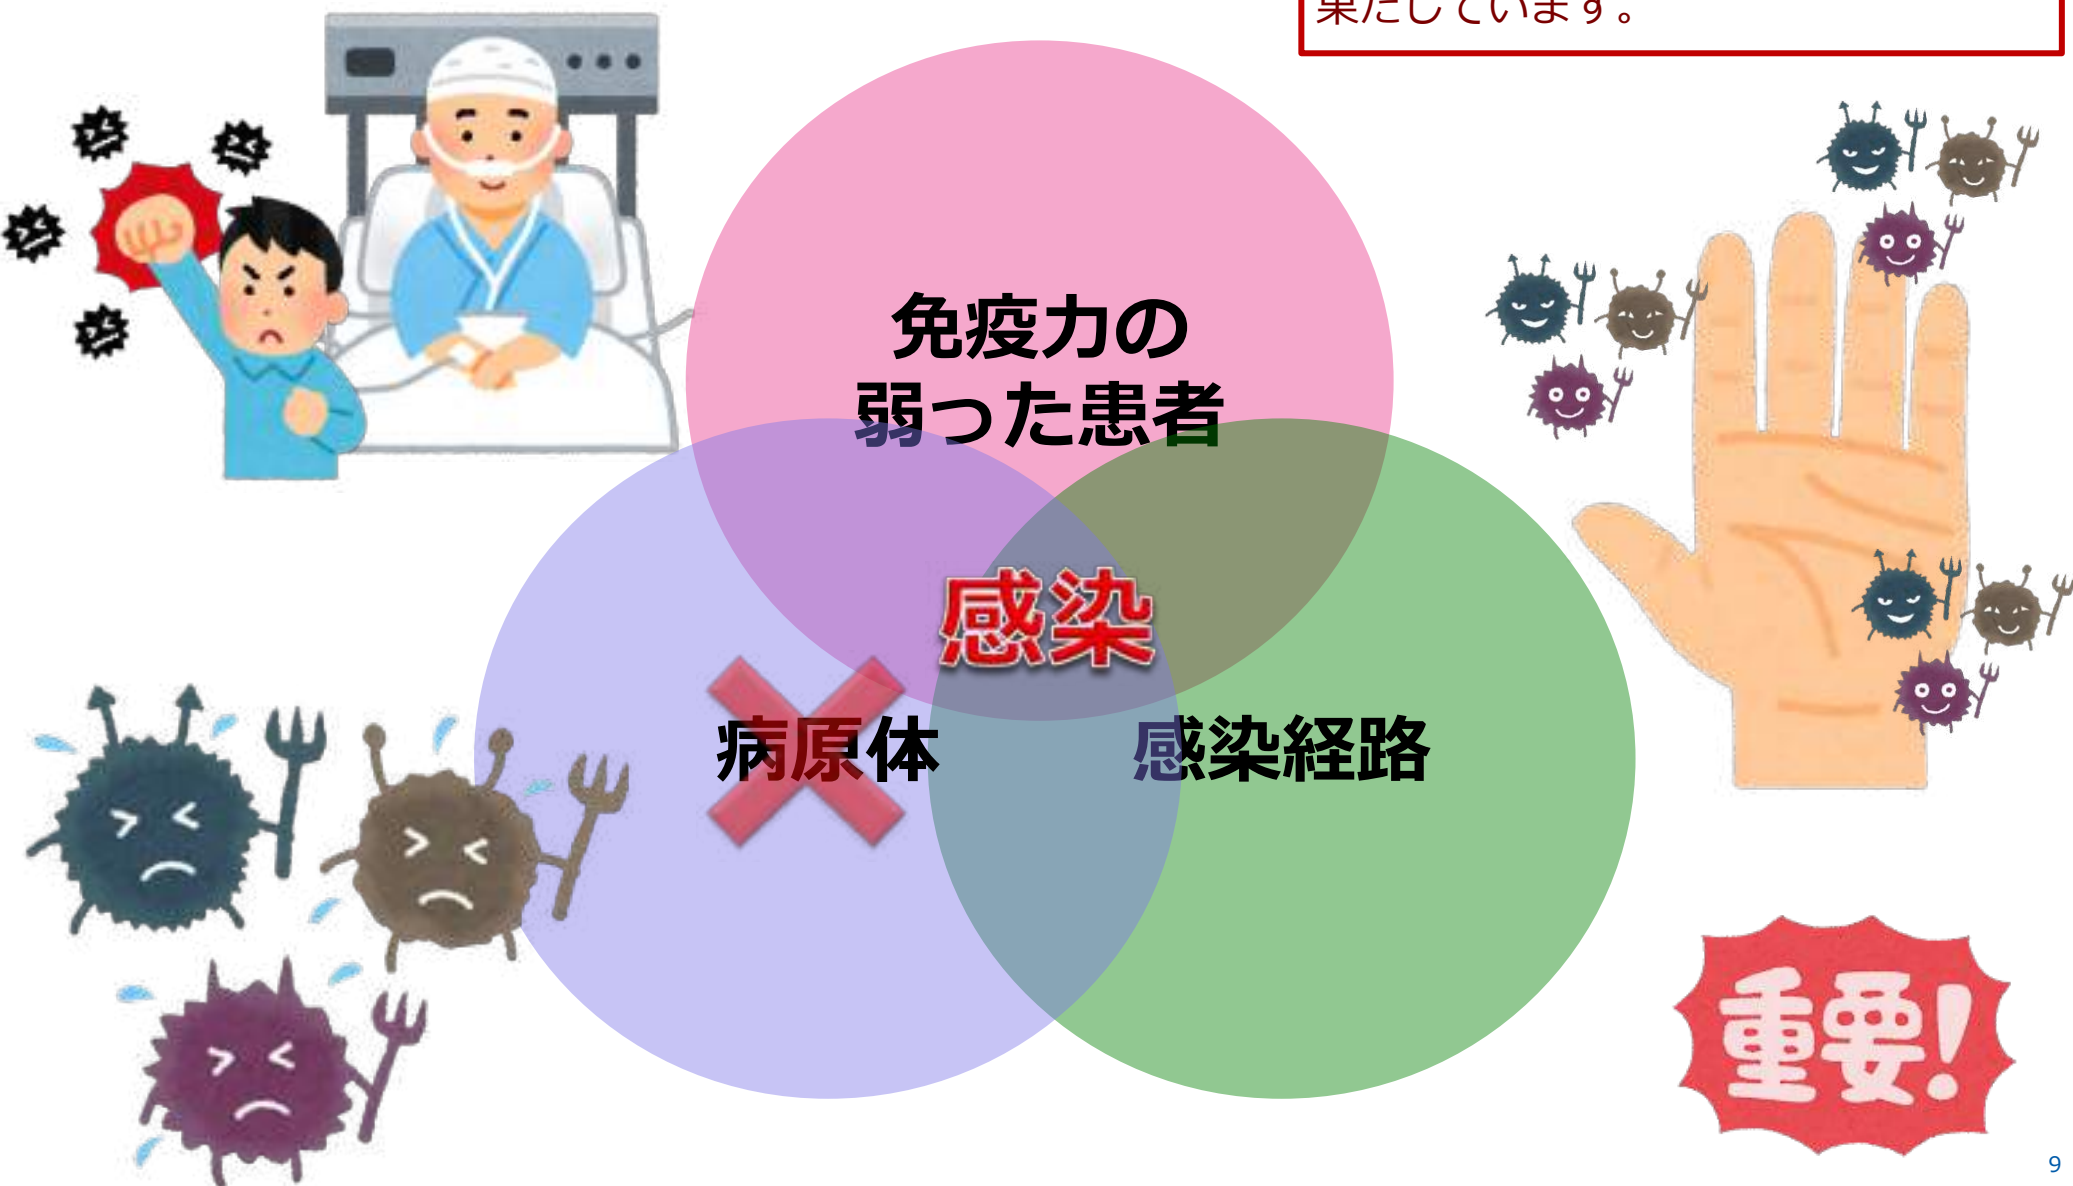 果たしています。
免疫力の
弱った患者
感染
病原体
感染経路
重要!
9